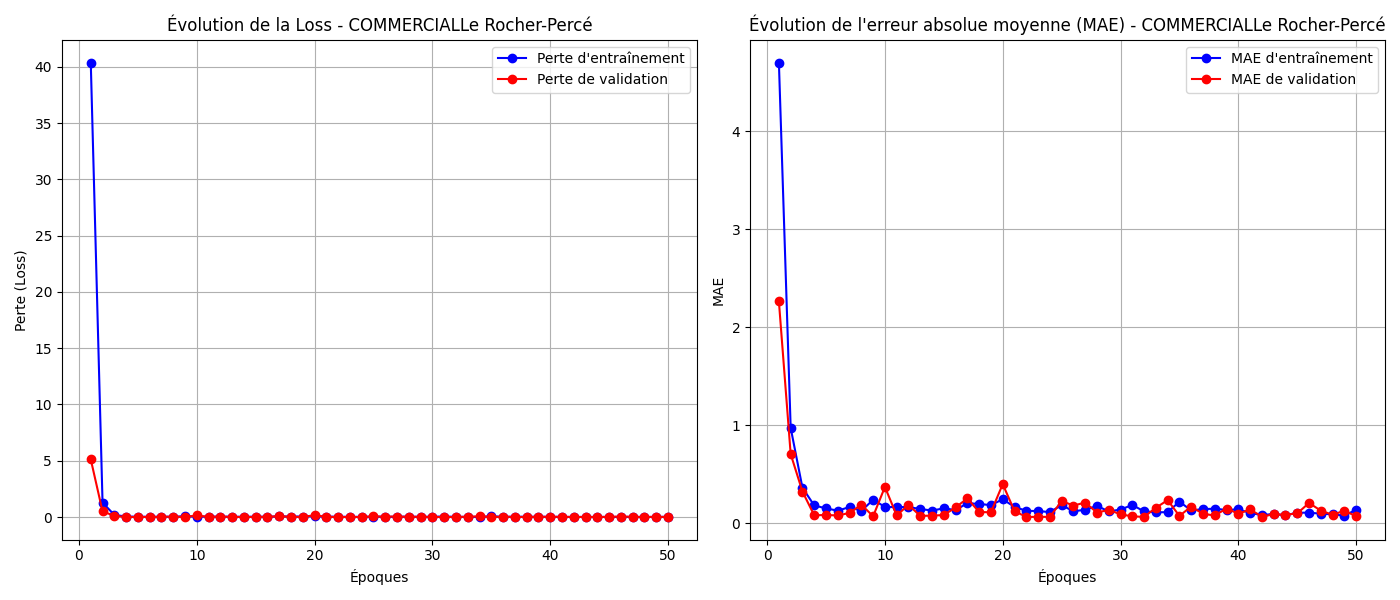 Évolution de la Loss - COMMERCIALLe Rocher-Percé
Perte d'entraînement
Perte de validation
40
35
30
25
20
15
10
5
0
Perte (Loss)
0
10
20
30
40
50
Époques
Évolution de l'erreur absolue moyenne (MAE) - COMMERCIALLe Rocher-Percé
MAE d'entraînement
MAE de validation
4
3
2
1
0
MAE
0
10
20
30
40
50
Époques